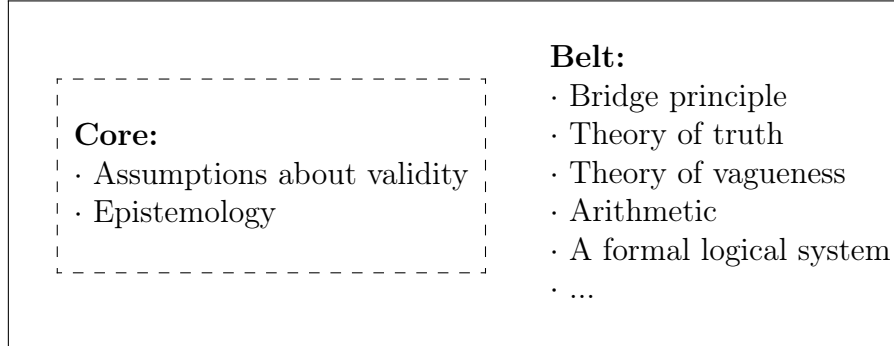 Core:
· Assumptions about validity
· Epistemology
Belt:
· Bridge principle
· Theory of truth
· Theory of vagueness
· Arithmetic
· A formal logical system
· ...